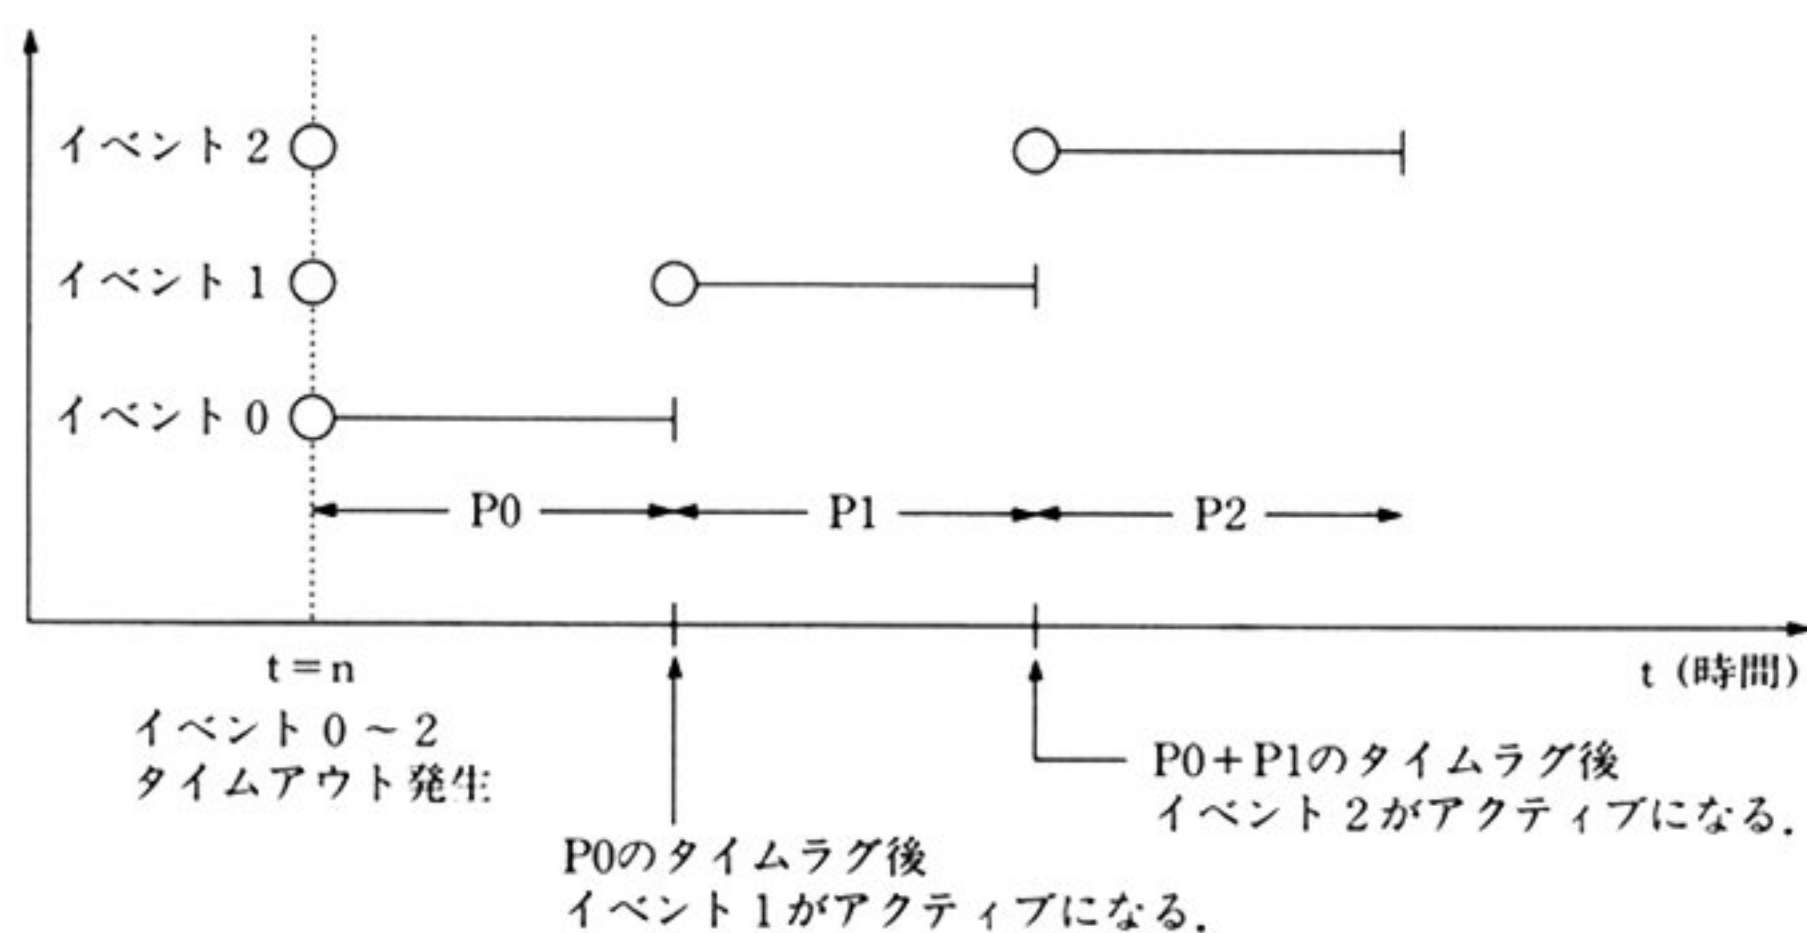 イベント 2
イベント 1
イベント 0
P0
P1
P2
t=n
t (時間)
イベント 0 ~ 2
タイムアウト発生
P0+P1のタイムラグ後
イベント 2がアクティブになる.
P0のタイムラグ後
イベント 1がアクティブになる.